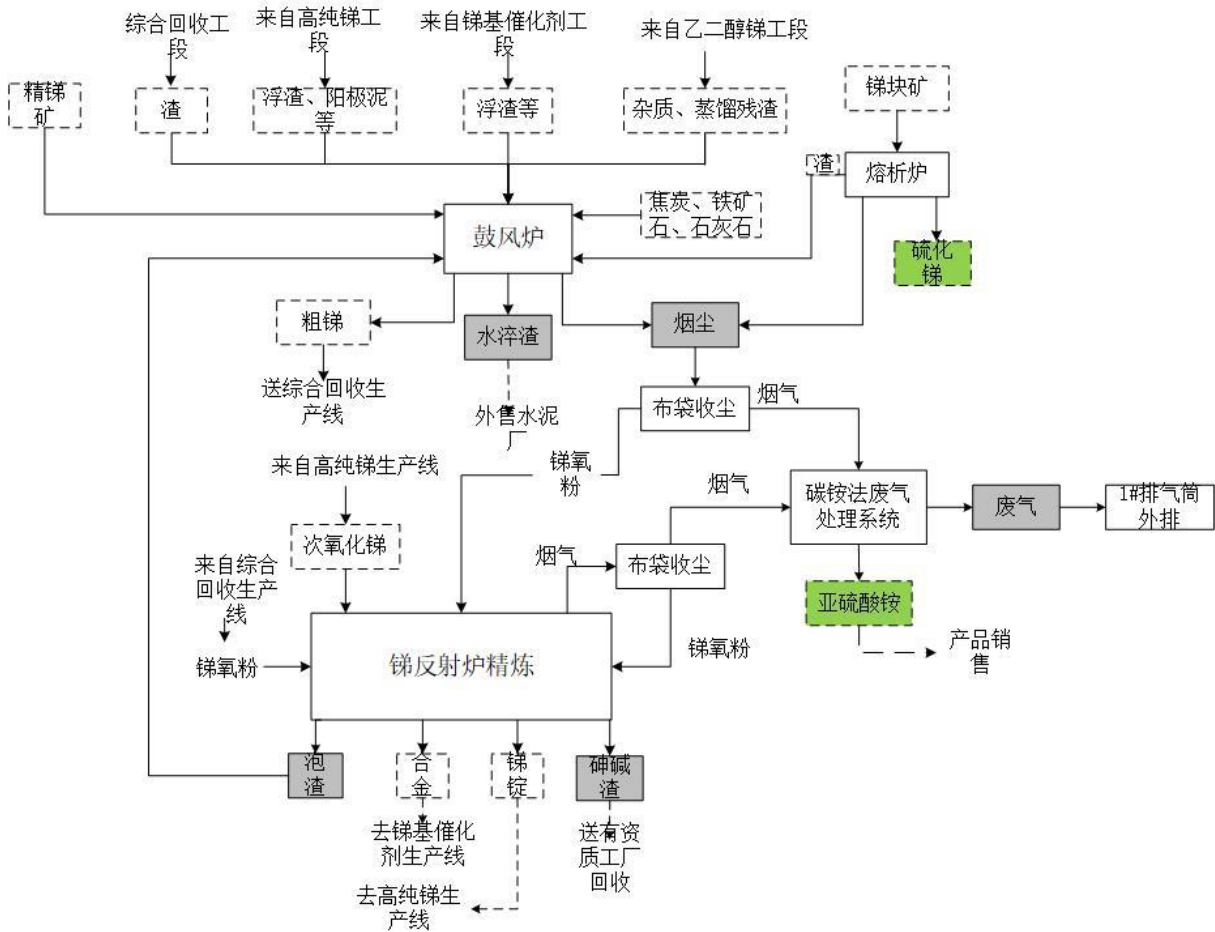 综合回收工
段
来自高纯锑工
段
来自锑基催化剂工
段
来自乙二醇锑工段
精锑
矿
渣
浮渣、阳极泥
等
浮渣等
杂质、蒸馏残渣
锑块矿
渣
熔析炉
焦炭、铁矿
石、石灰石
鼓风炉
硫化
锑
粗锑
水淬渣
烟尘
送综合回收生
产线
外售水泥
厂
布袋收尘
烟气
锑氧
粉
来自高纯锑生产线
烟气
碳铵法废气
处理系统
废气
1#排气筒
外排
次氧化锑
烟气
布袋收尘
来自综合
回收生产
线
亚硫酸铵
锑氧粉
锑反射炉精炼
锑氧粉
产品销
售
泡
渣
合
金
锑
锭
砷碱
渣
去锑基催化
剂生产线
送有资
质工厂
回收
去高纯锑生
产线